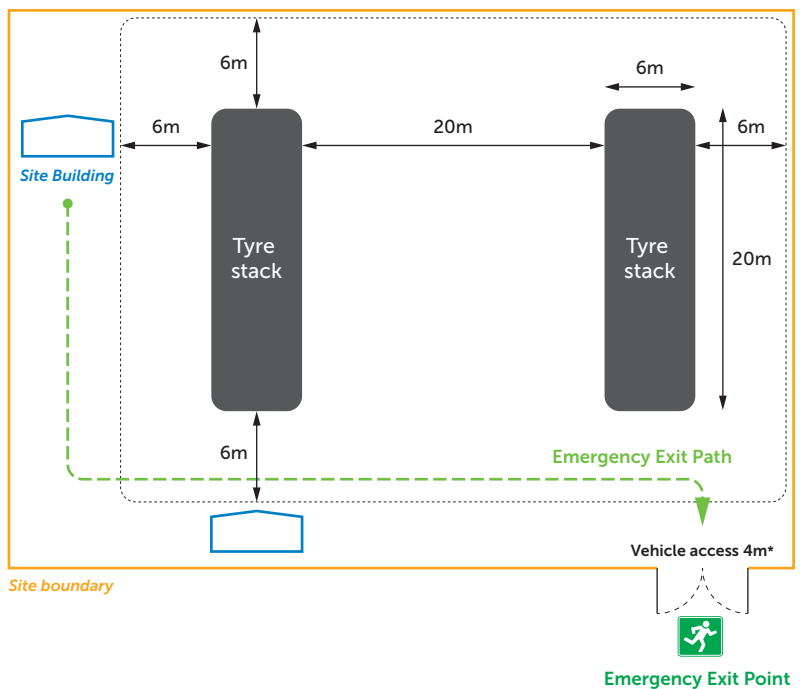 6m
6m
6m
20m
6m
Site Building
Tyre
stack
Tyre
stack
20m
6m
Emergency Exit Path
Vehicle access 4m*
Site boundary
Emergency Exit Point